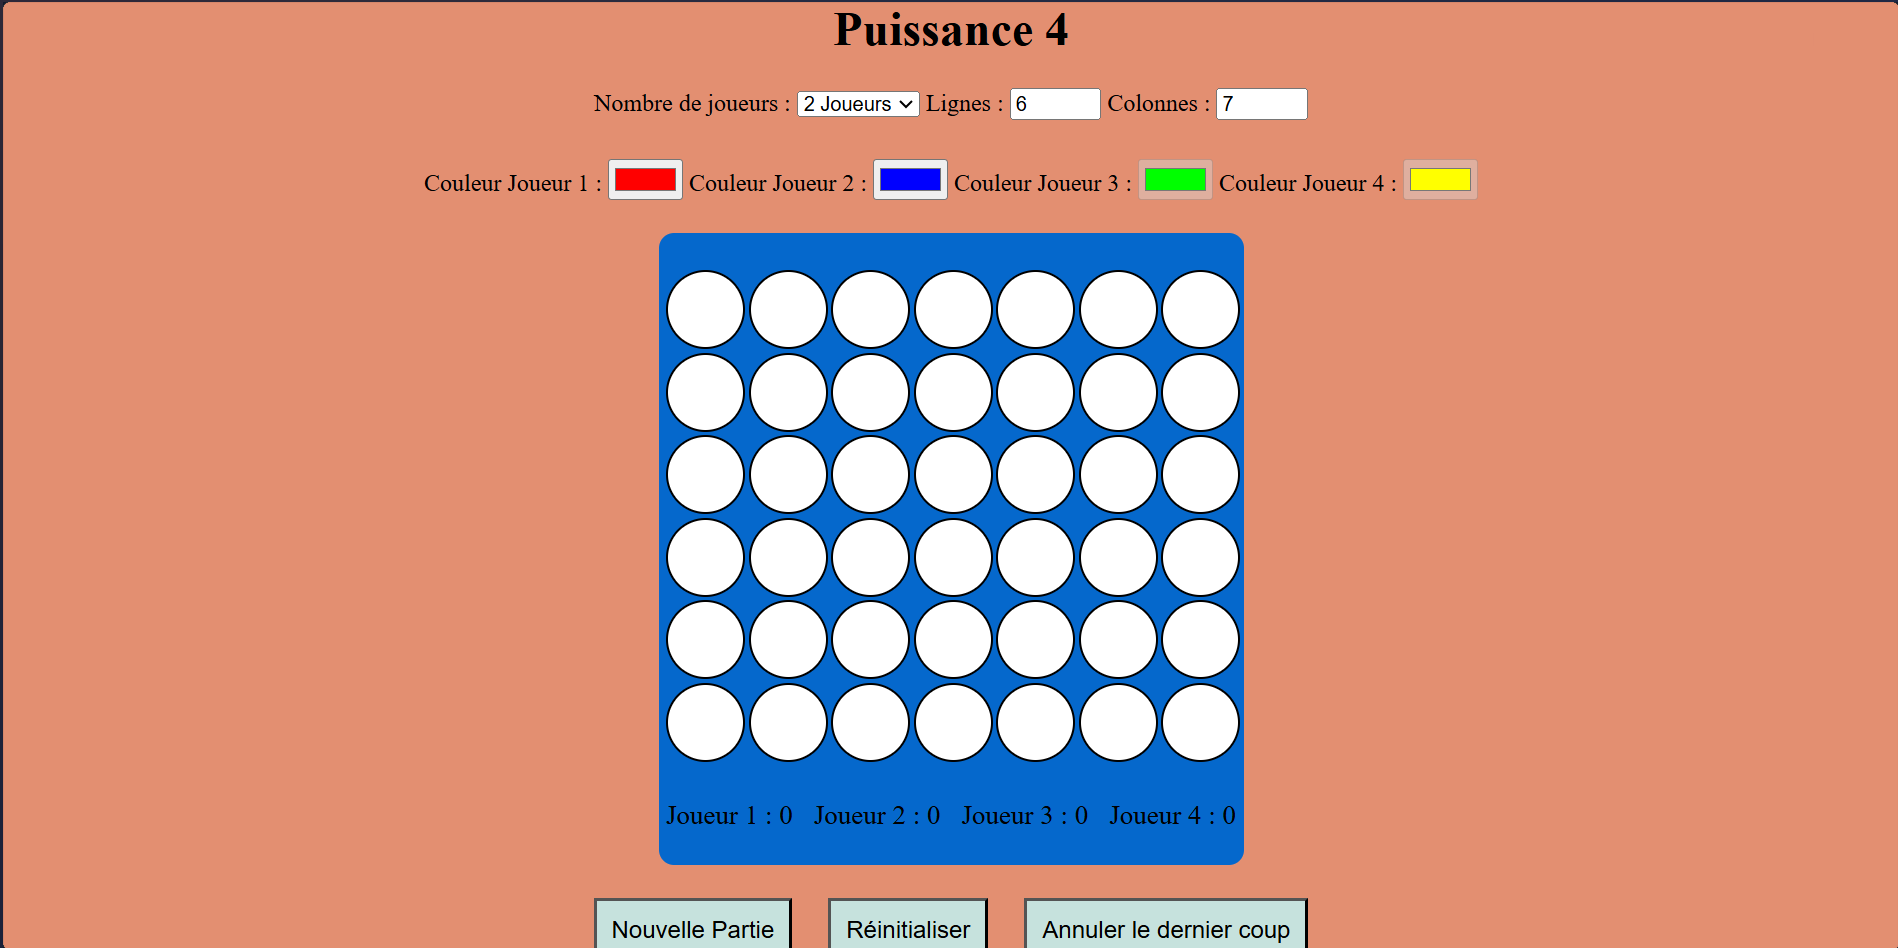 Puissance 4
Nombre de joueurs : 2 Joueurs Lignes : 6 Colonnes : 7
Couleur Joueur 1 : Couleur Joueur 2 : Couleur Joueur 3 : Couleur Joueur 4 :
Joueur 1 : 0 Joueur 2 : 0 Joueur 3 : 0 Joueur 4 : 0
Nouvelle Partie Réinitialiser Annuler le dernier coup